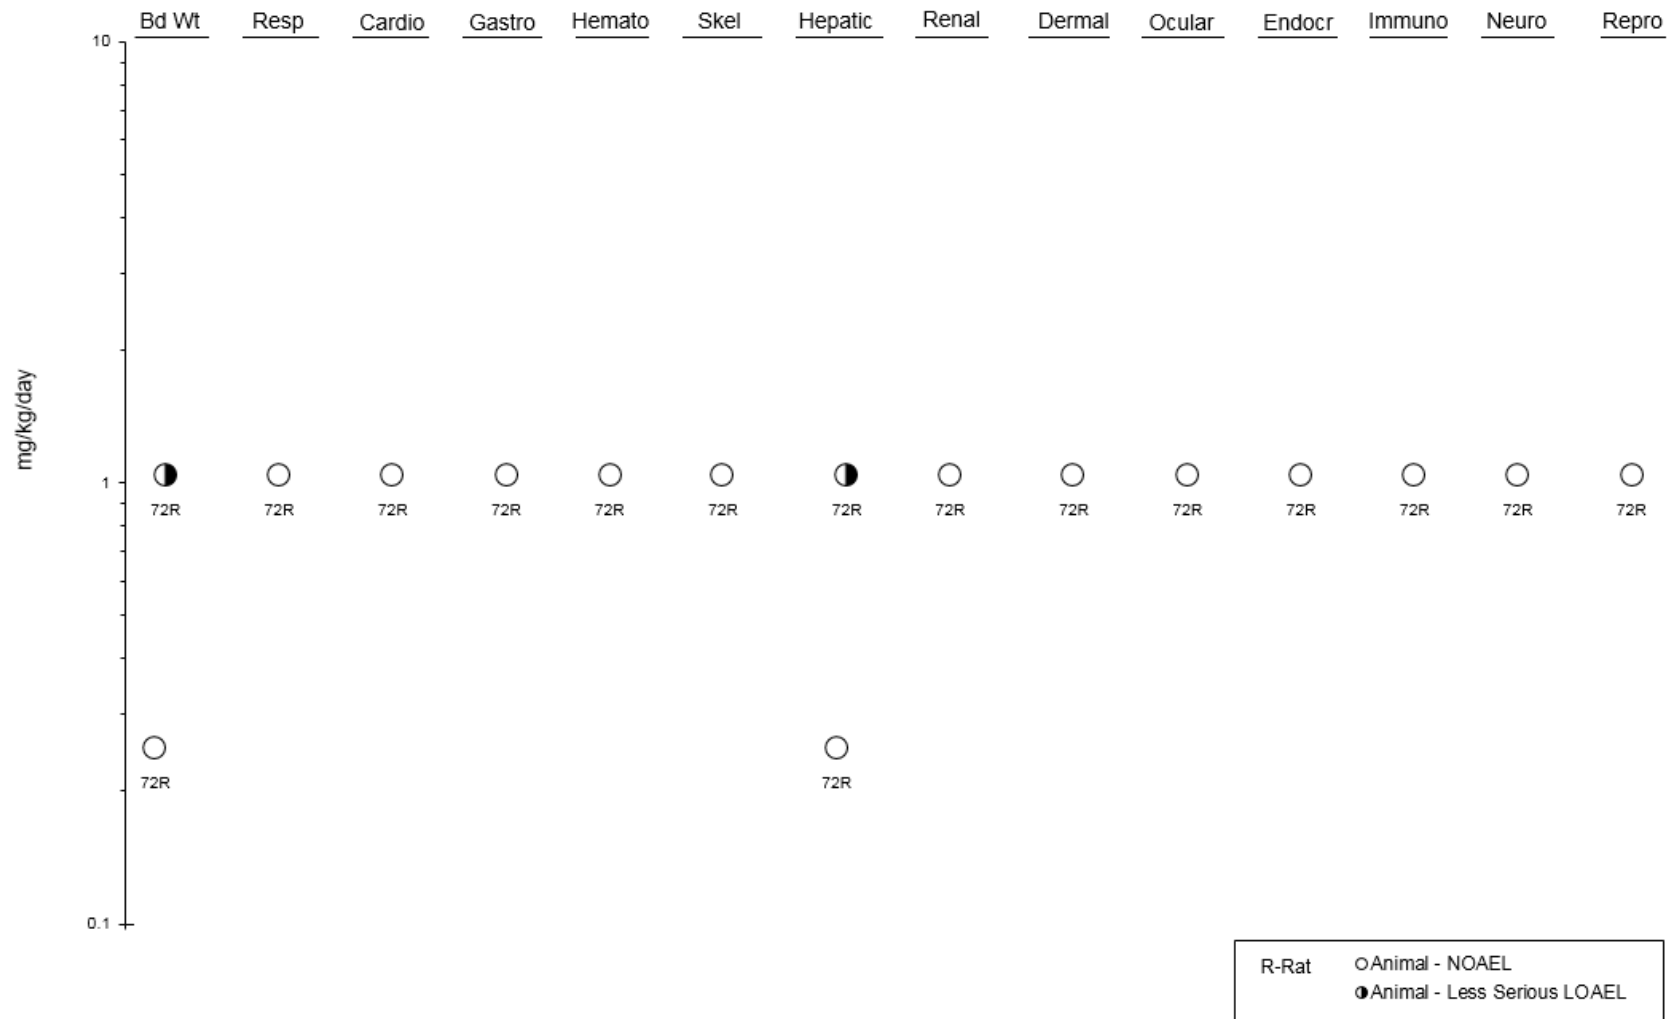 Bd Wt Resp Cardio Gastro Hemato Skel Hepatic Renal Dermal Ocular Endocr Immuno Neuro Repro
10
mg/kg/day
1
72R 72R 72R 72R 72R 72R 72R 72R 72R 72R 72R 72R 72R 72R
72R 72R
0.1
R-Rat Animal - NOAEL
Animal - Less Serious LOAEL